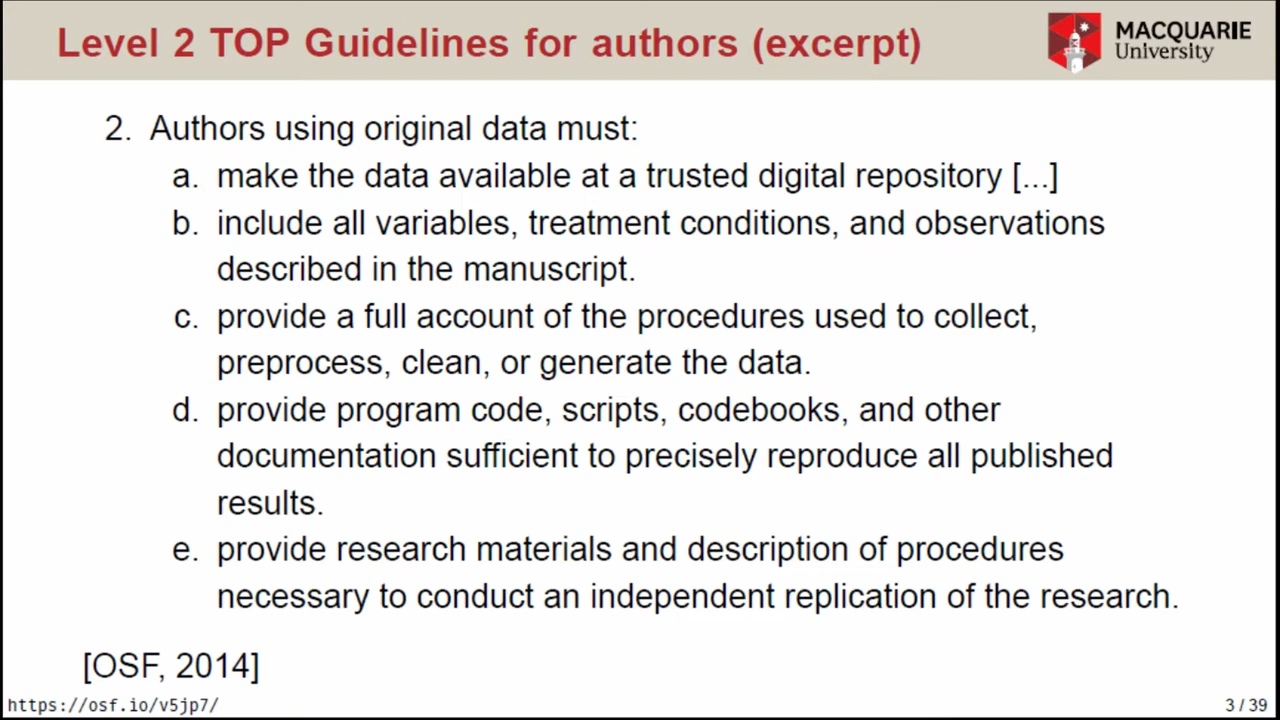 Level 2 TOP Guidelines for authors (excerpt)
MACQUARIE
University
2. Authors using original data must:
a. make the data available at a trusted digital repository [...]
b. include all variables, treatment conditions, and observations
described in the manuscript.
c. provide a full account of the procedures used to collect,
preprocess, clean, or generate the data.
d. provide program code, scripts, codebooks, and other
documentation sufficient to precisely reproduce all published
results.
e. provide research materials and description of procedures
necessary to conduct an independent replication of the research.
[OSF, 2014]
https://osf.io/v5jp7/
3 / 39